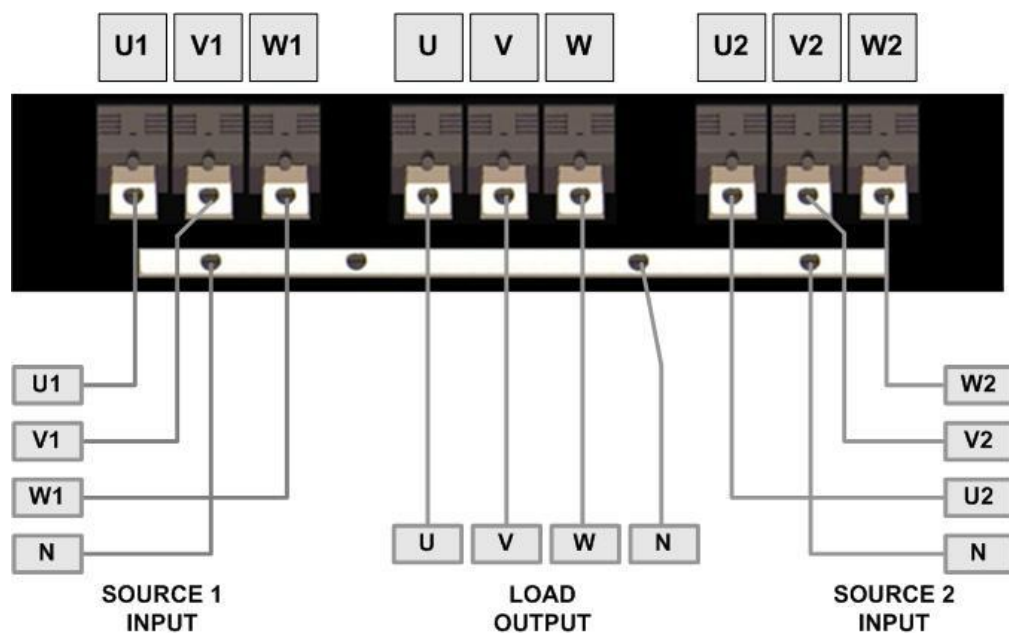 U1 V1 W1 U V W U2 V2 W2
U1 W2
V1 V2
W1 U2
U V W N
N N
SOURCE 1 INPUT
LOAD OUTPUT
SOURCE 2 INPUT